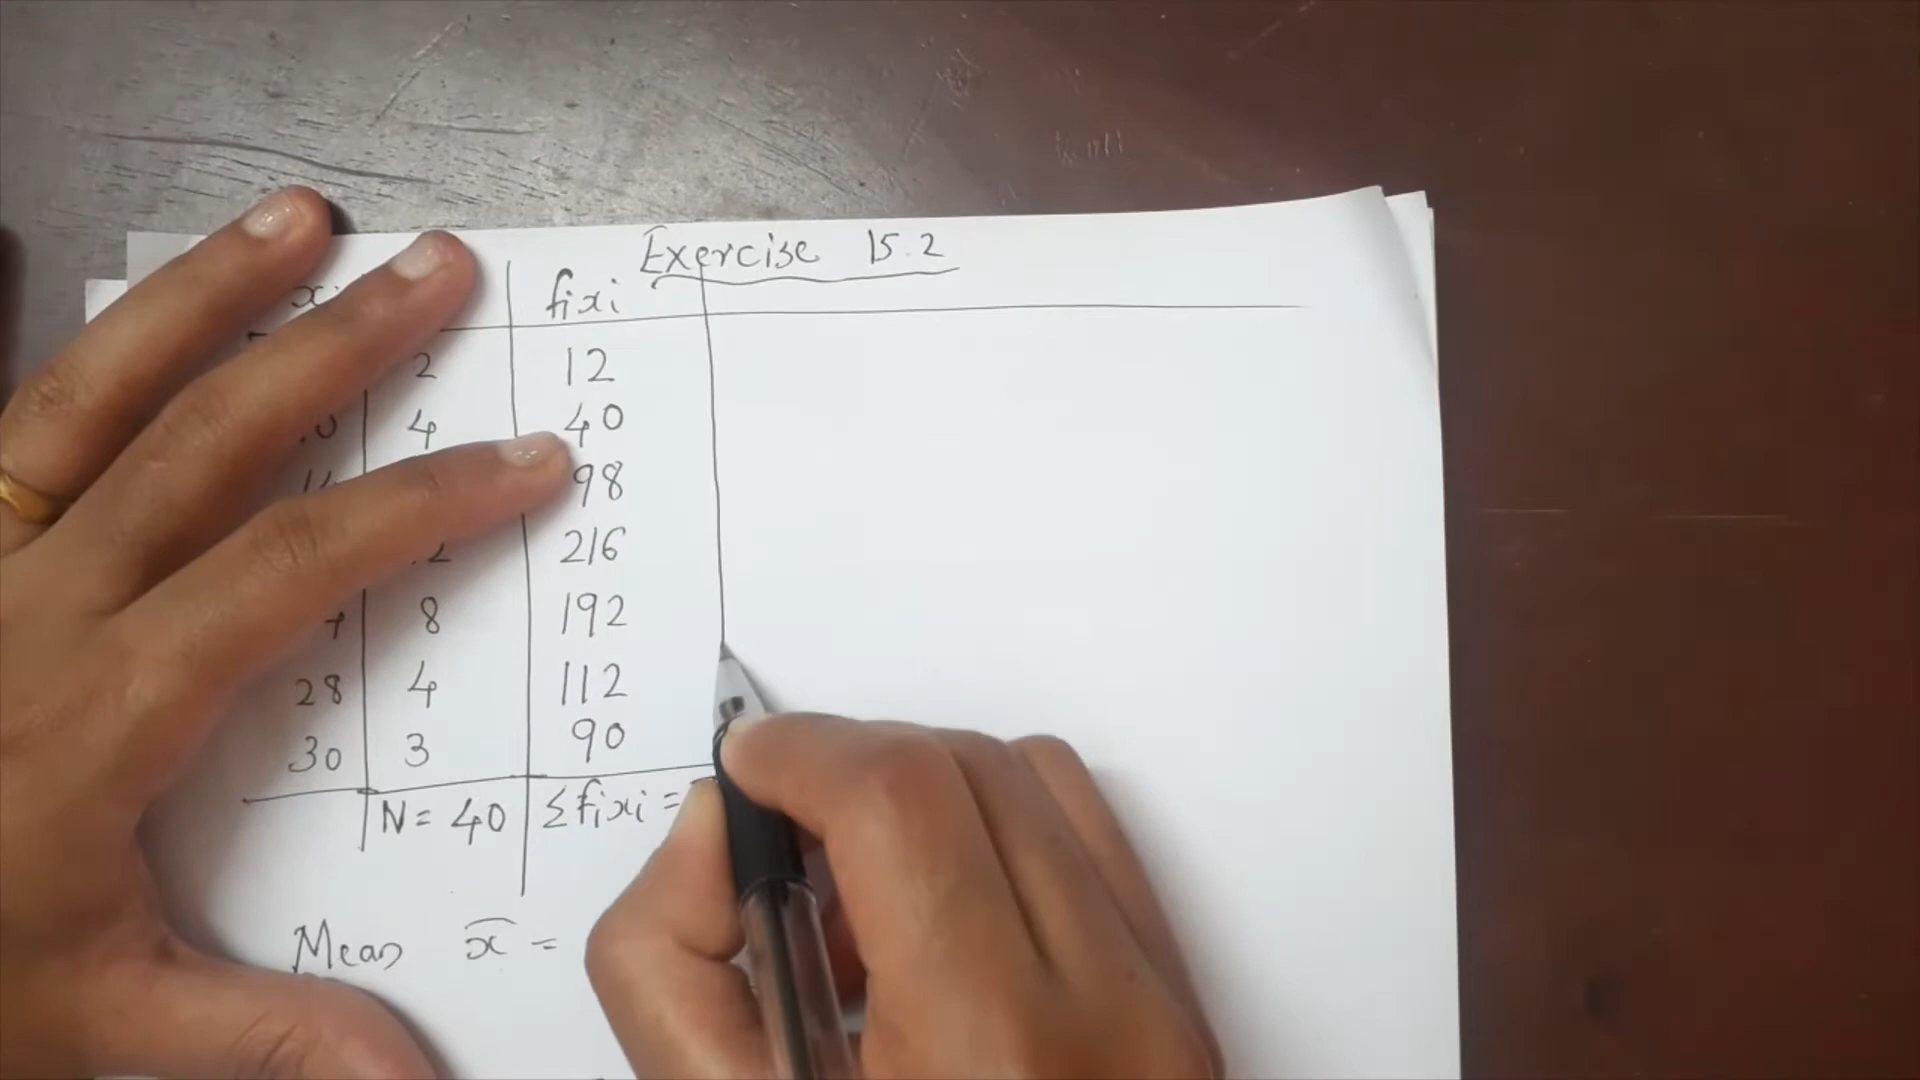 Exercise 15.2
fixi
2 12
4 40
98
216
8 192
28 4 112
30 3 90
N = 40 Σfixi =
Mean x̄ =